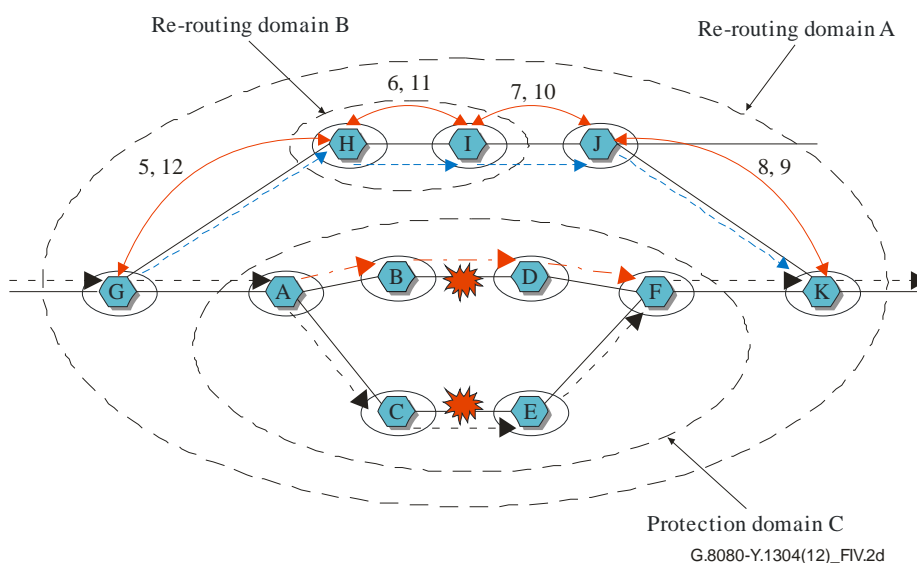 Re-routing domain B
Re-routing domain A
6, 11
7, 10
H
I
J
5, 12
8, 9
B
D
G
A
F
K
C
E
Protection domain C
G.8080-Y.1304(12)_FIV.2d